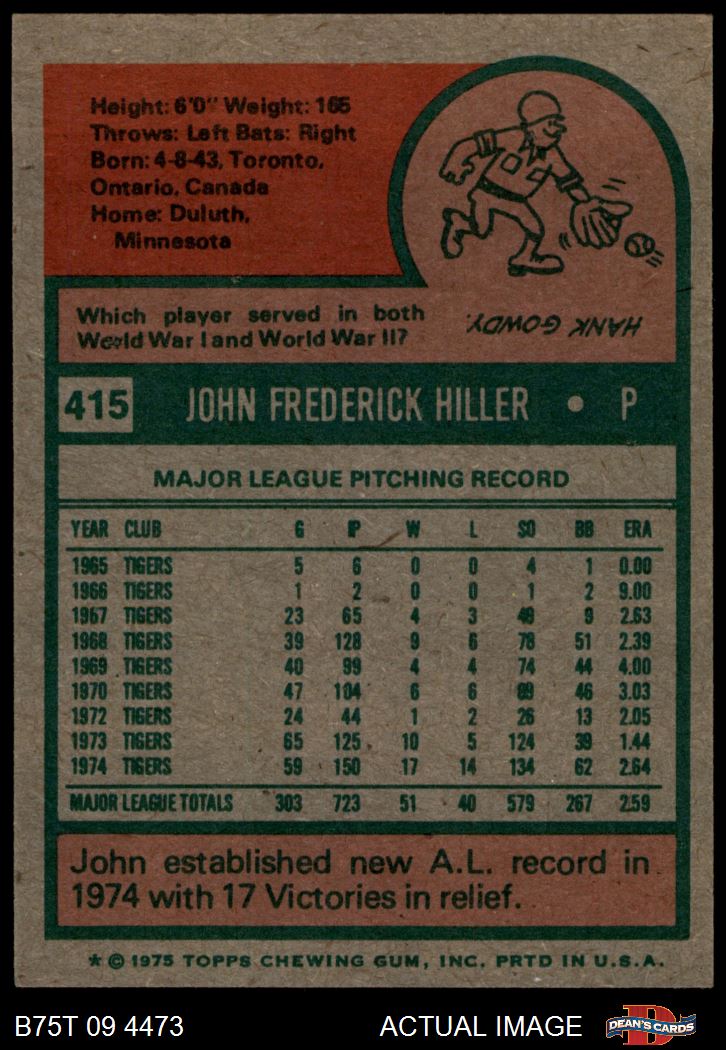 Height: 6'0" Weight: 165
Throws: Left Bats: Right
Born: 4-8-43, Toronto,
Ontario, Canada
Home: Duluth,
Minnesota
Which player served in both
World War I and World War II?
HANK GOWDY.
415 JOHN FREDERICK HILLER • P
MAJOR LEAGUE PITCHING RECORD
YEAR CLUB G IP W L SO BB ERA
1965 TIGERS 5 6 0 0 4 1 0.00
1966 TIGERS 1 2 0 0 1 2 9.00
1967 TIGERS 23 65 4 3 9 2.63
1968 TIGERS 39 128 9 6 78 51 2.39
1969 TIGERS 40 99 4 4 74 44 4.00
1970 TIGERS 47 104 6 6 89 46 3.03
1972 TIGERS 24 44 1 2 26 13 2.05
1973 TIGERS 65 125 10 5 124 39 1.44
1974 TIGERS 59 150 17 14 134 62 2.64
MAJOR LEAGUE TOTALS 303 723 51 40 579 267 2.59
John established new A.L. record in
1974 with 17 Victories in relief.
* © 1975 TOPPS CHEWING GUM, INC. PRTD IN U.S.A.
B75T 09 4473 ACTUAL IMAGE D DEAN'S CARDS